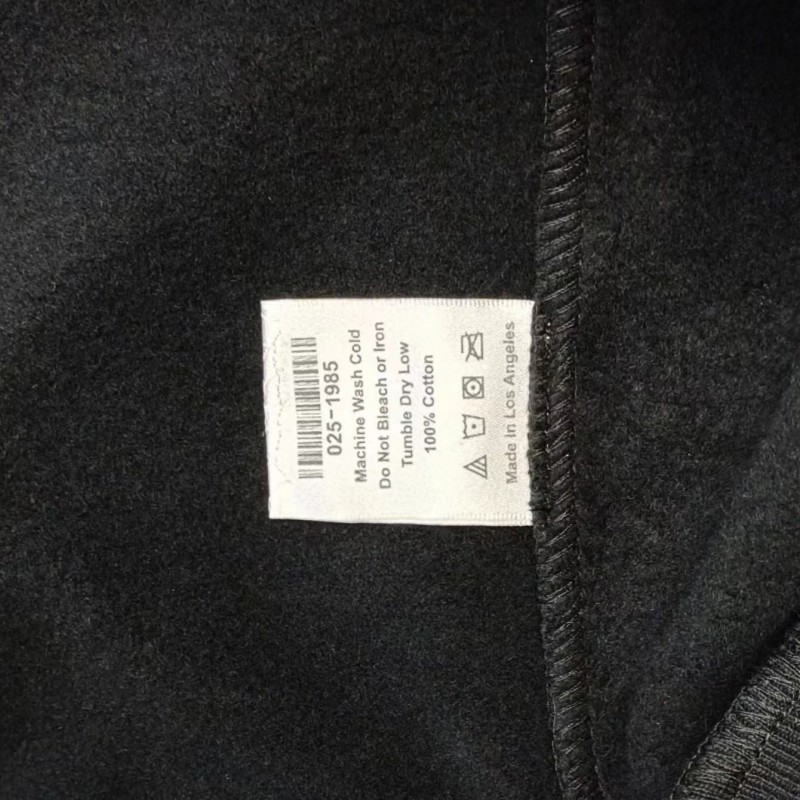 025-1985
Machine Wash Cold
Do Not Bleach or Iron
Tumble Dry Low
100% Cotton
Made In Los Angeles